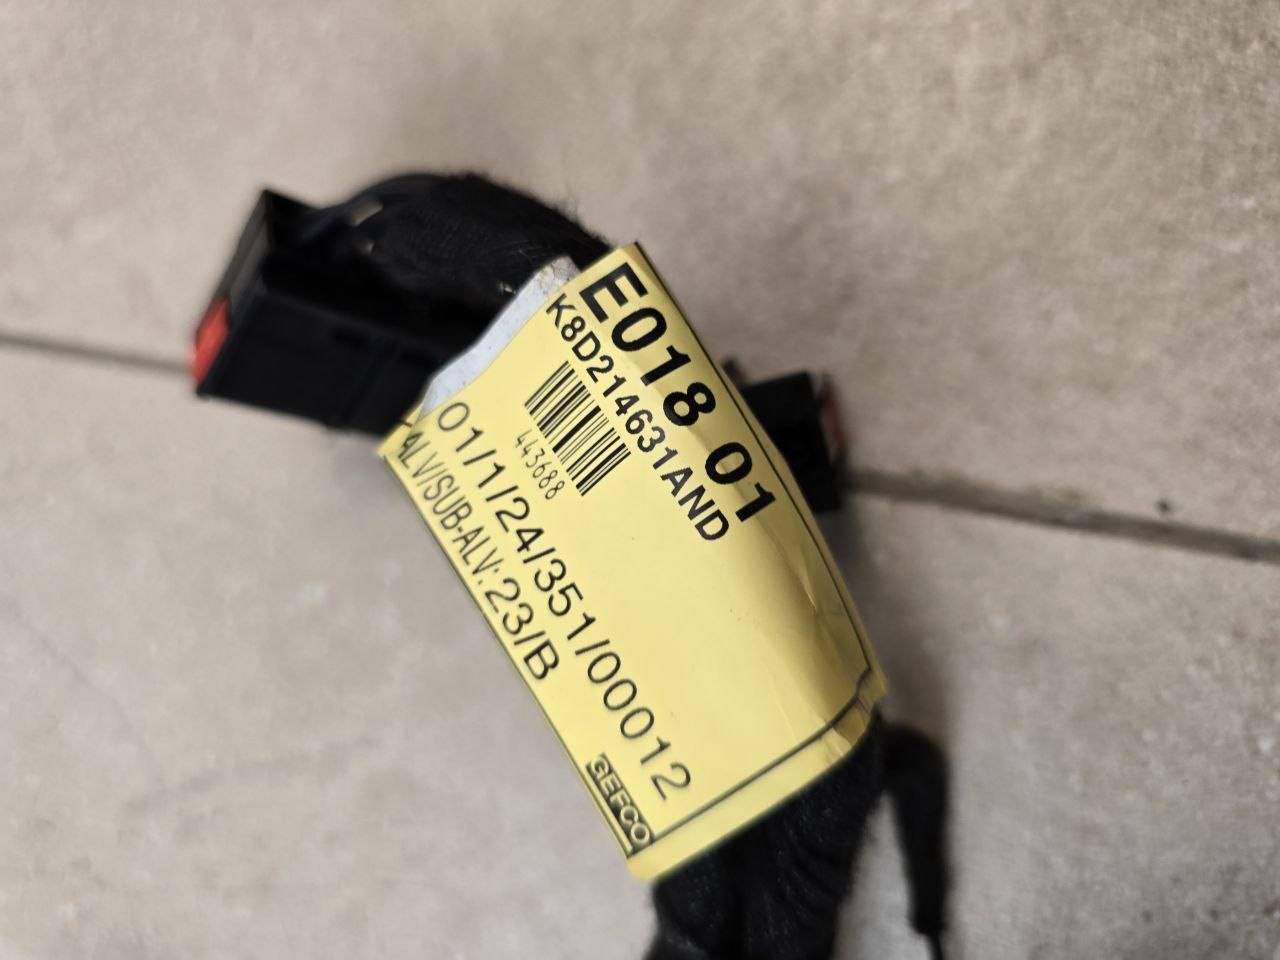 E018 01
K8D214631AND
443688
01/1/24/351/00012
ALV/SUB-ALV: 23/B
GEFCO